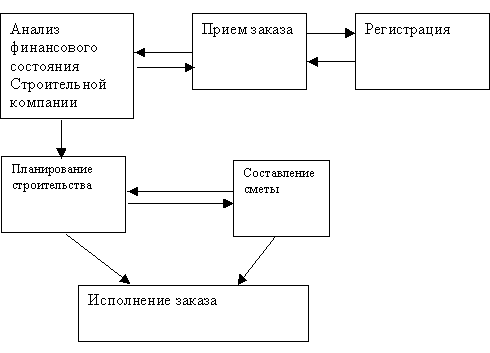 Анализ
финансового
состояния
Строительной
компании
Прием заказа
Регистрация
Планирование
строительства
Составление
сметы
Исполнение заказа